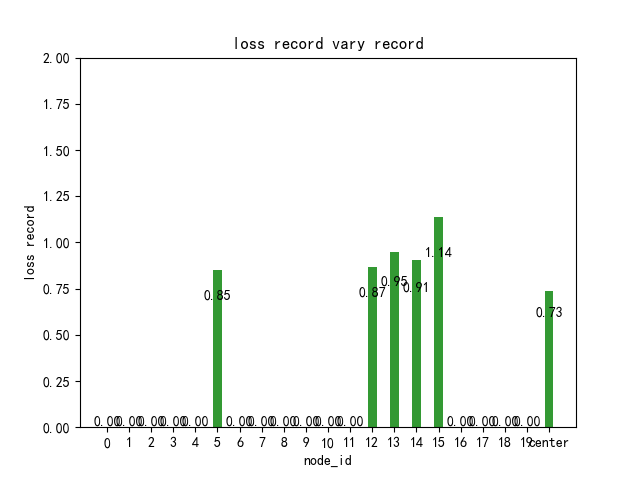 loss record vary record
2.00
1.75
1.50
1.25
1.00
0.75
0.50
0.25
0.00
loss record
0.00 0.00 0.00 0.00 0.00 0.85 0.00 0.00 0.00 0.00 0.00 0.00 0.87 0.95 0.91 1.14 0.00 0.00 0.00 0.00 0.73
0 1 2 3 4 5 6 7 8 9 10 11 12 13 14 15 16 17 18 19 center
node_id